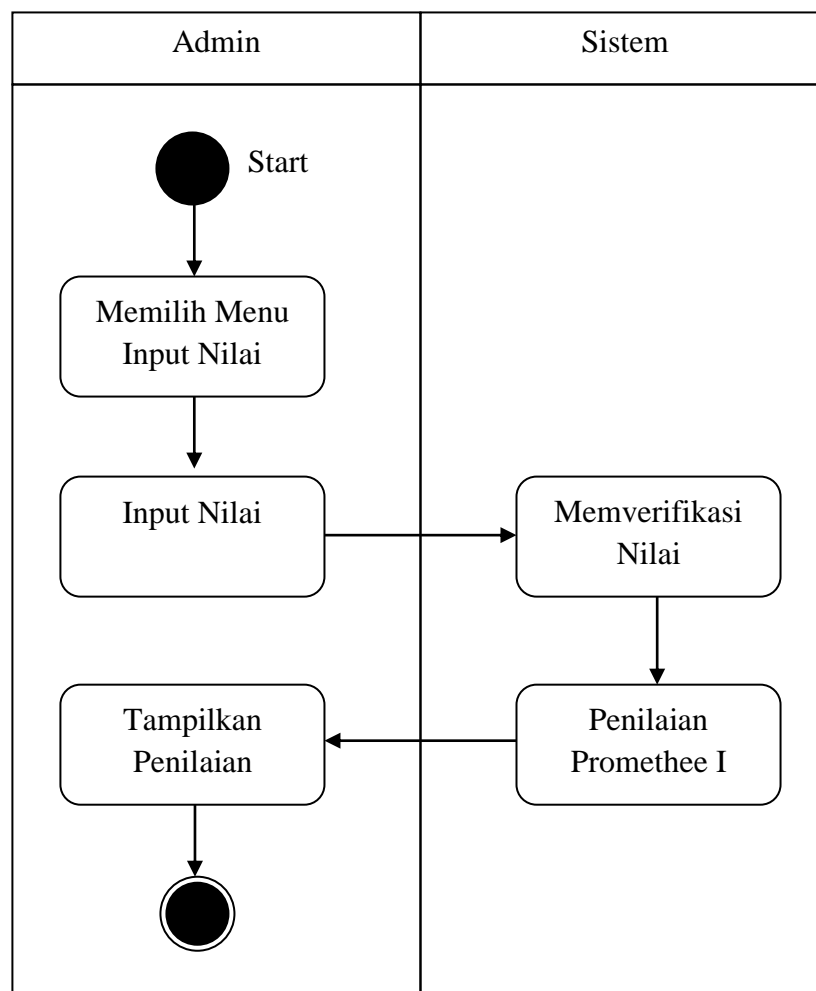 Admin
Sistem
Start
Memilih Menu
Input Nilai
Input Nilai
Memverifikasi
Nilai
Tampilkan
Penilaian
Penilaian
Promethee I